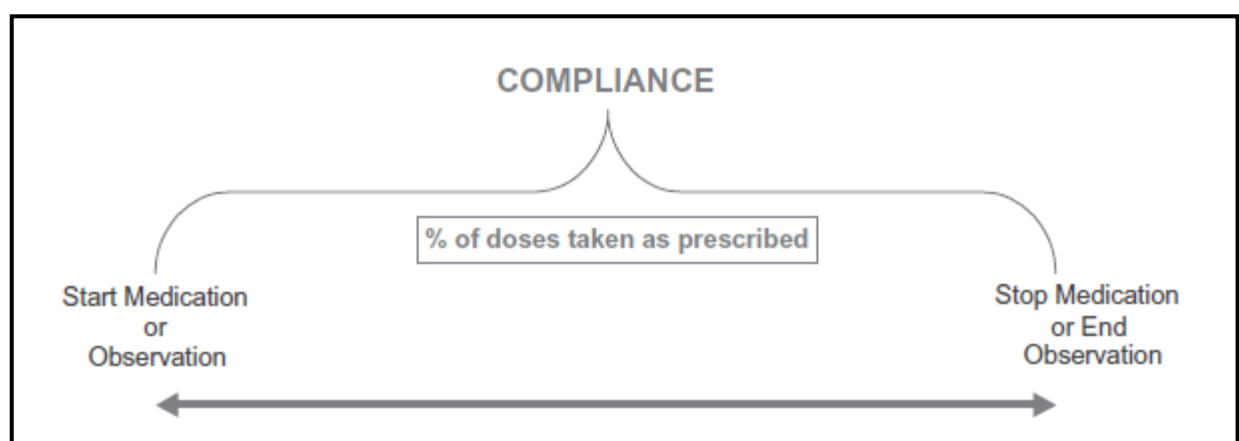 COMPLIANCE
% of doses taken as prescribed
Start Medication
or
Observation
Stop Medication
or End
Observation